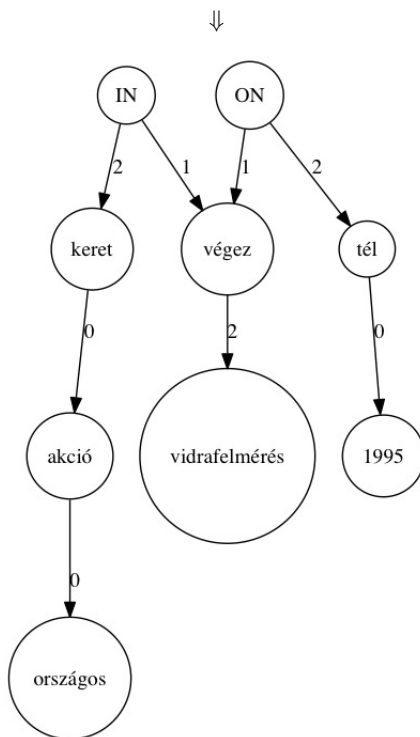 ⇓
IN ON
2 1 1 2
keret végez tél
0 2 0
akció vidrafelmérés 1995
0
országos